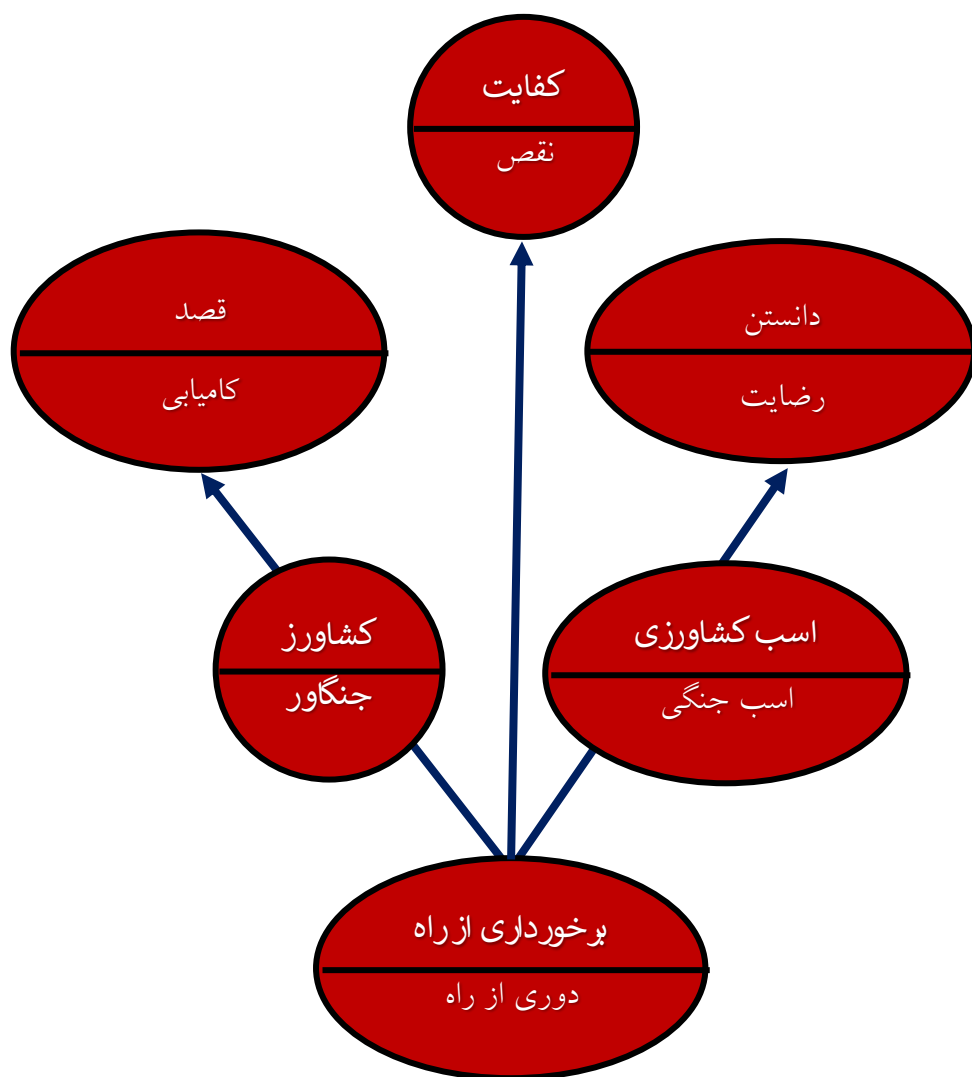 کفایت
نقص
دانستن
رضایت
قصد
کامیابی
اسب کشاورزی
اسب جنگی
کشاورز
جنگاور
برخورداری از راه
دوری از راه